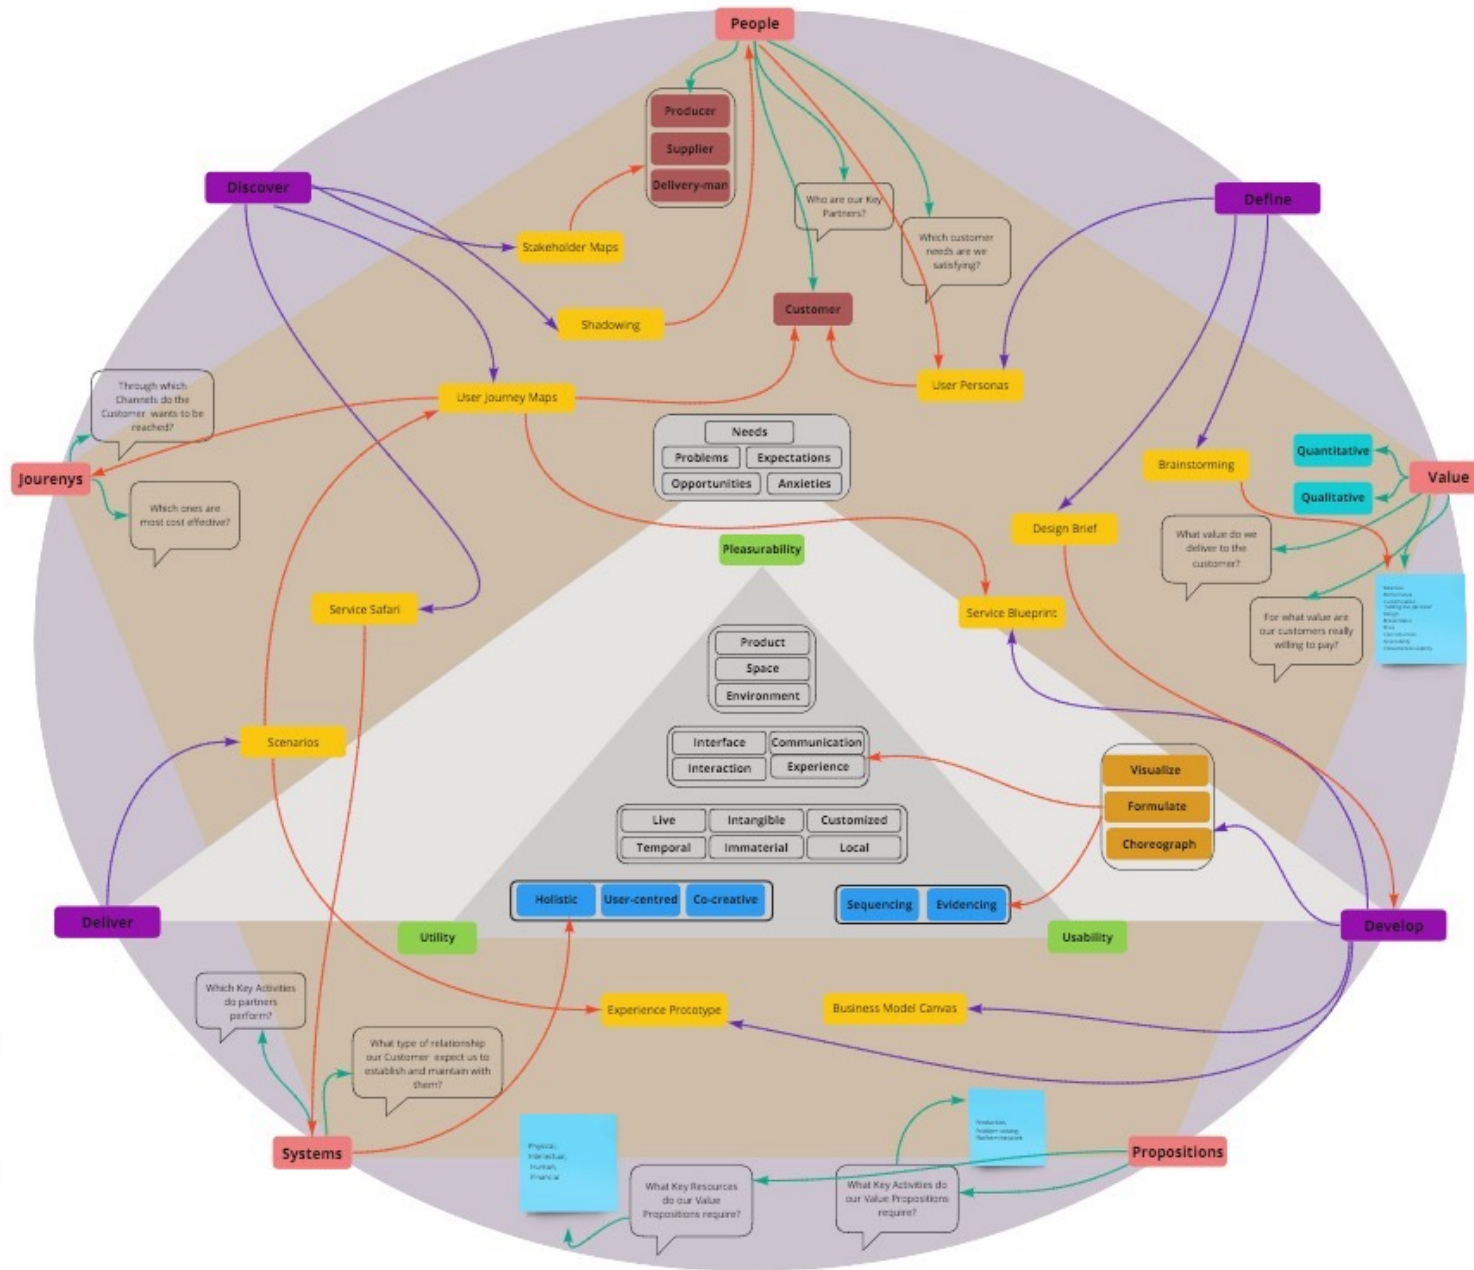 People
Producer
Supplier
Delivery-man
Discover
Define
Who are our Key
Partners?
Which customer
needs are we
satisfying?
Stakeholder Maps
Shadowing
Customer
User Personas
User Journey Maps
Through which
Channels do the
Customer wants to be
reached?
Jourenys
Which ones are
most cost effective?
Needs
Problems
Expectations
Opportunities
Anxieties
Brainstorming
Quantitative
Qualitative
Value
Design Brief
What value do we
deliver to the
customer?
Pleasurability
Service Safari
Service Blueprint
For what value are
our customers really
willing to pay?
Product
Space
Environment
Scenarios
Interface
Communication
Interaction
Experience
Visualize
Formulate
Choreograph
Live
Intangible
Customized
Temporal
Immaterial
Local
Holistic
User-centred
Co-creative
Sequencing
Evidencing
Deliver
Develop
Utility
Usability
Which Key Activities
do partners
perform?
Experience Prototype
Business Model Canvas
What type of relationship
our Customer expect us to
establish and maintain with
them?
Systems
Physical,
Intellectual,
Human,
Financial
Production,
Problem solving,
Propositions
What Key Resources
do our Value
Propositions require?
What Key Activities do
our Value Propositions
require?